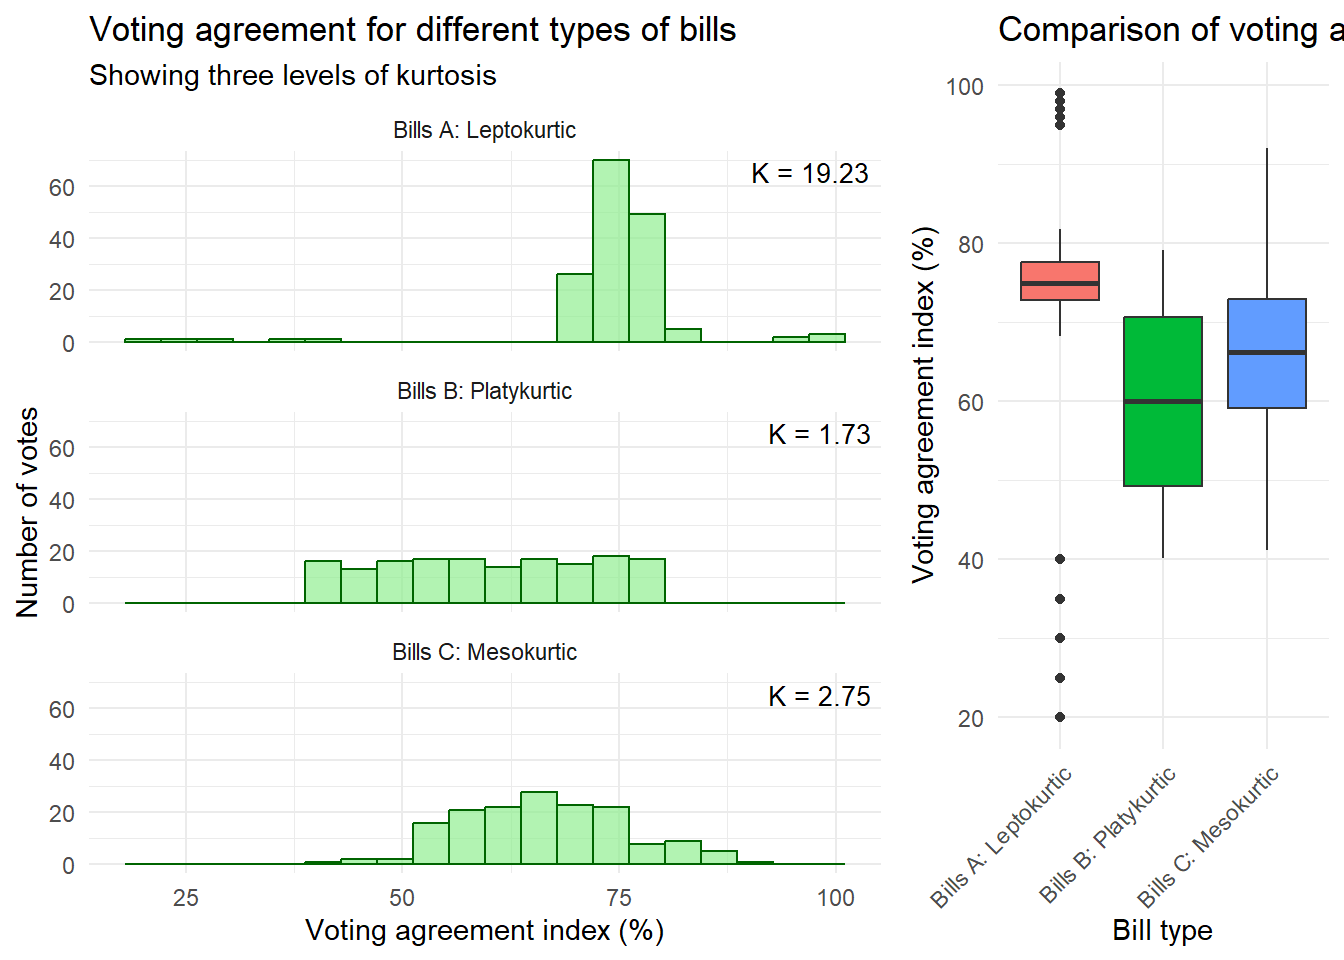 Voting agreement for different types of bills
Showing three levels of kurtosis
Bills A: Leptokurtic
K = 19.23
60
40
20
0
Bills B: Platykurtic
K = 1.73
60
40
20
0
Bills C: Mesokurtic
K = 2.75
60
40
20
0
25 50 75 100
Voting agreement index (%)
Number of votes
Comparison of voting a
100
80
60
40
20
Voting agreement index (%)
Bills A: Leptokurtic
Bills B: Platykurtic
Bills C: Mesokurtic
Bill type